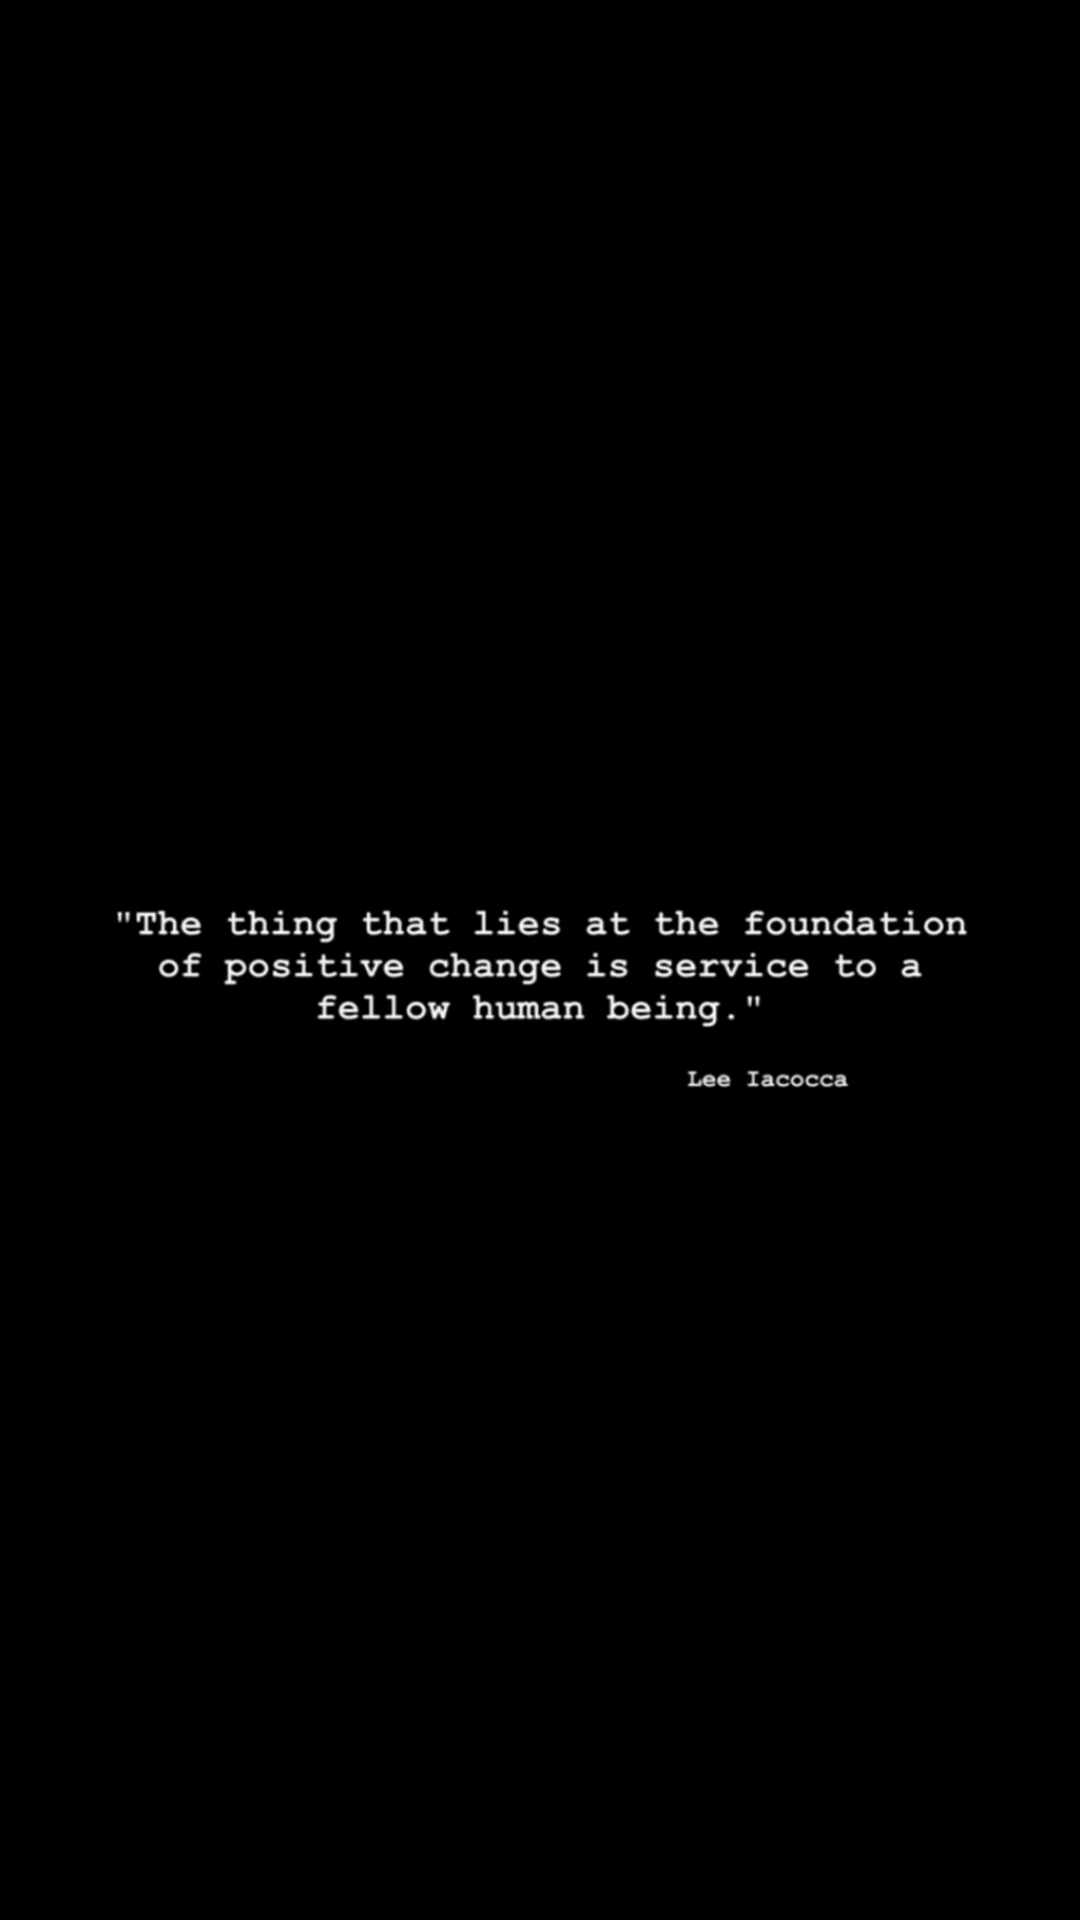 "The thing that lies at the foundation
of positive change is service to a
fellow human being."
Lee Iacocca